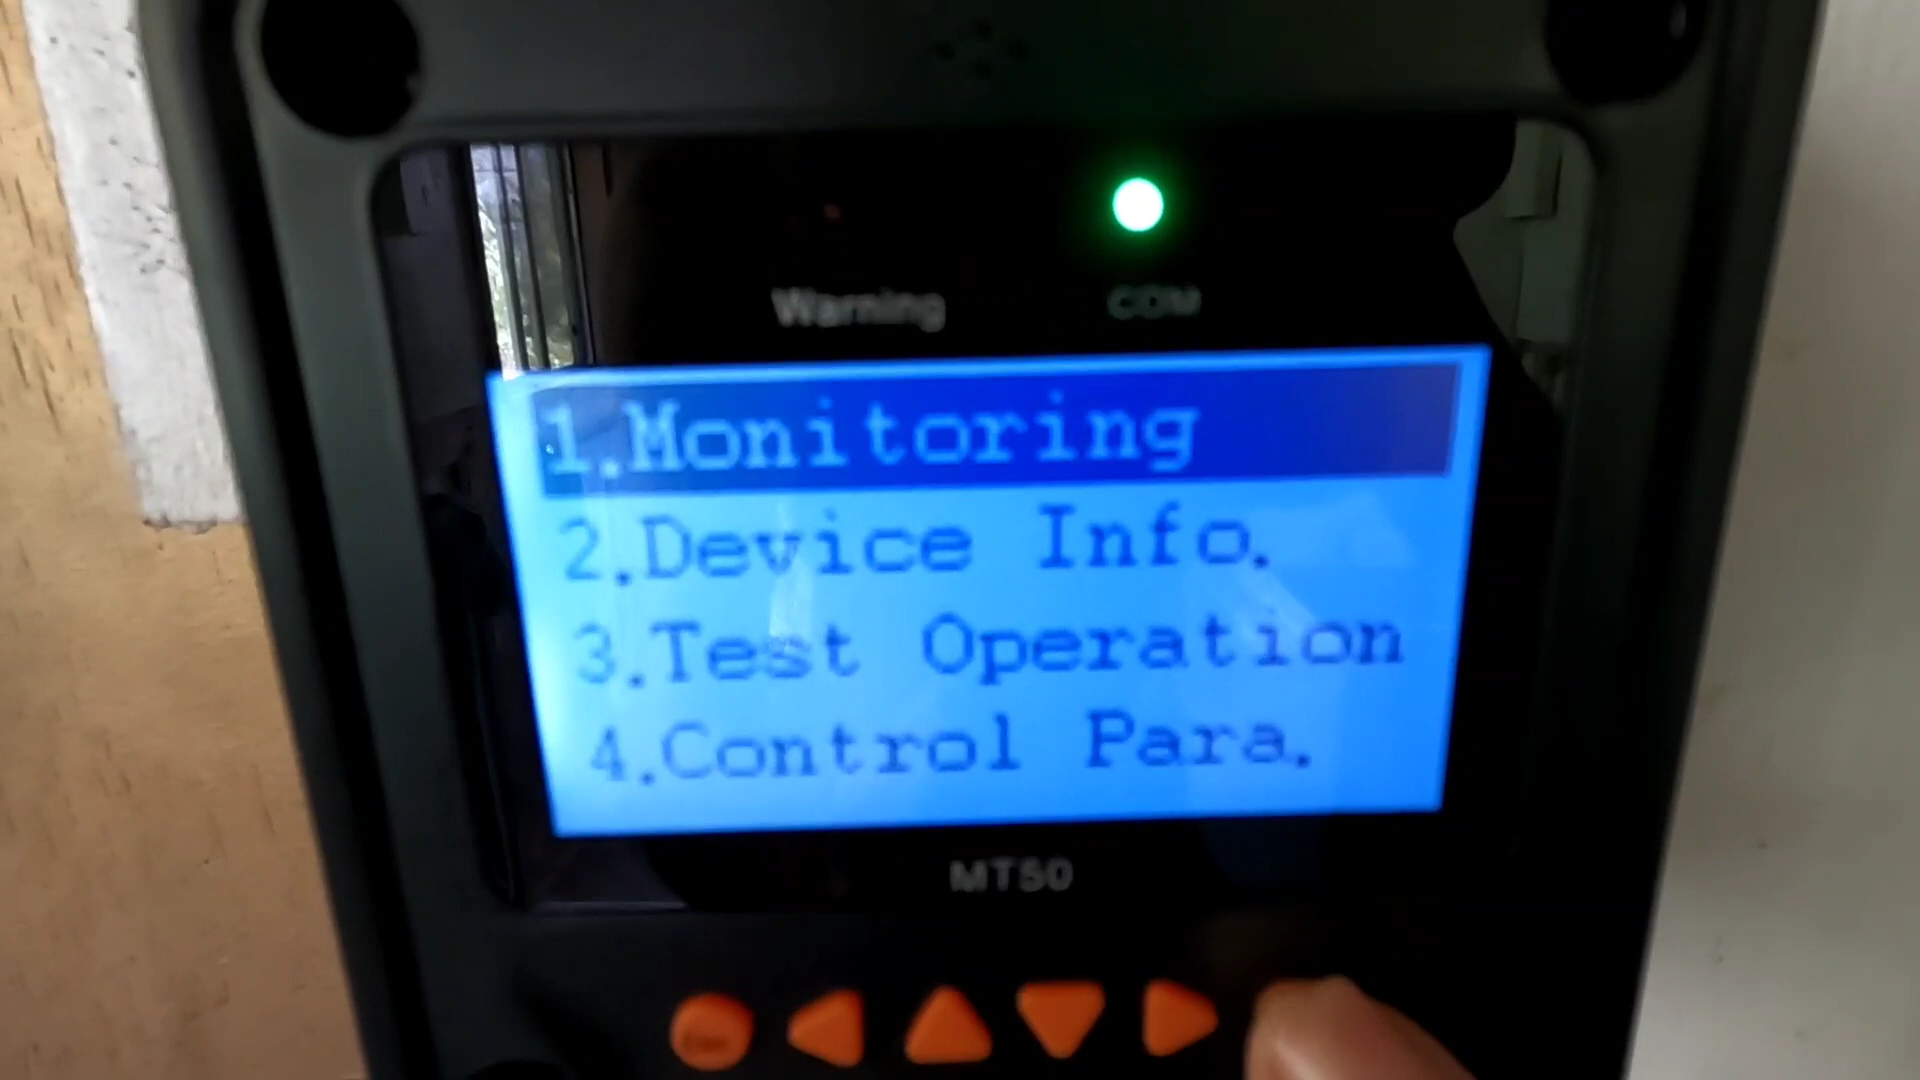 Warning COM
1.Monitoring
2.Device Info.
3.Test Operation
4.Control Para.
MT50